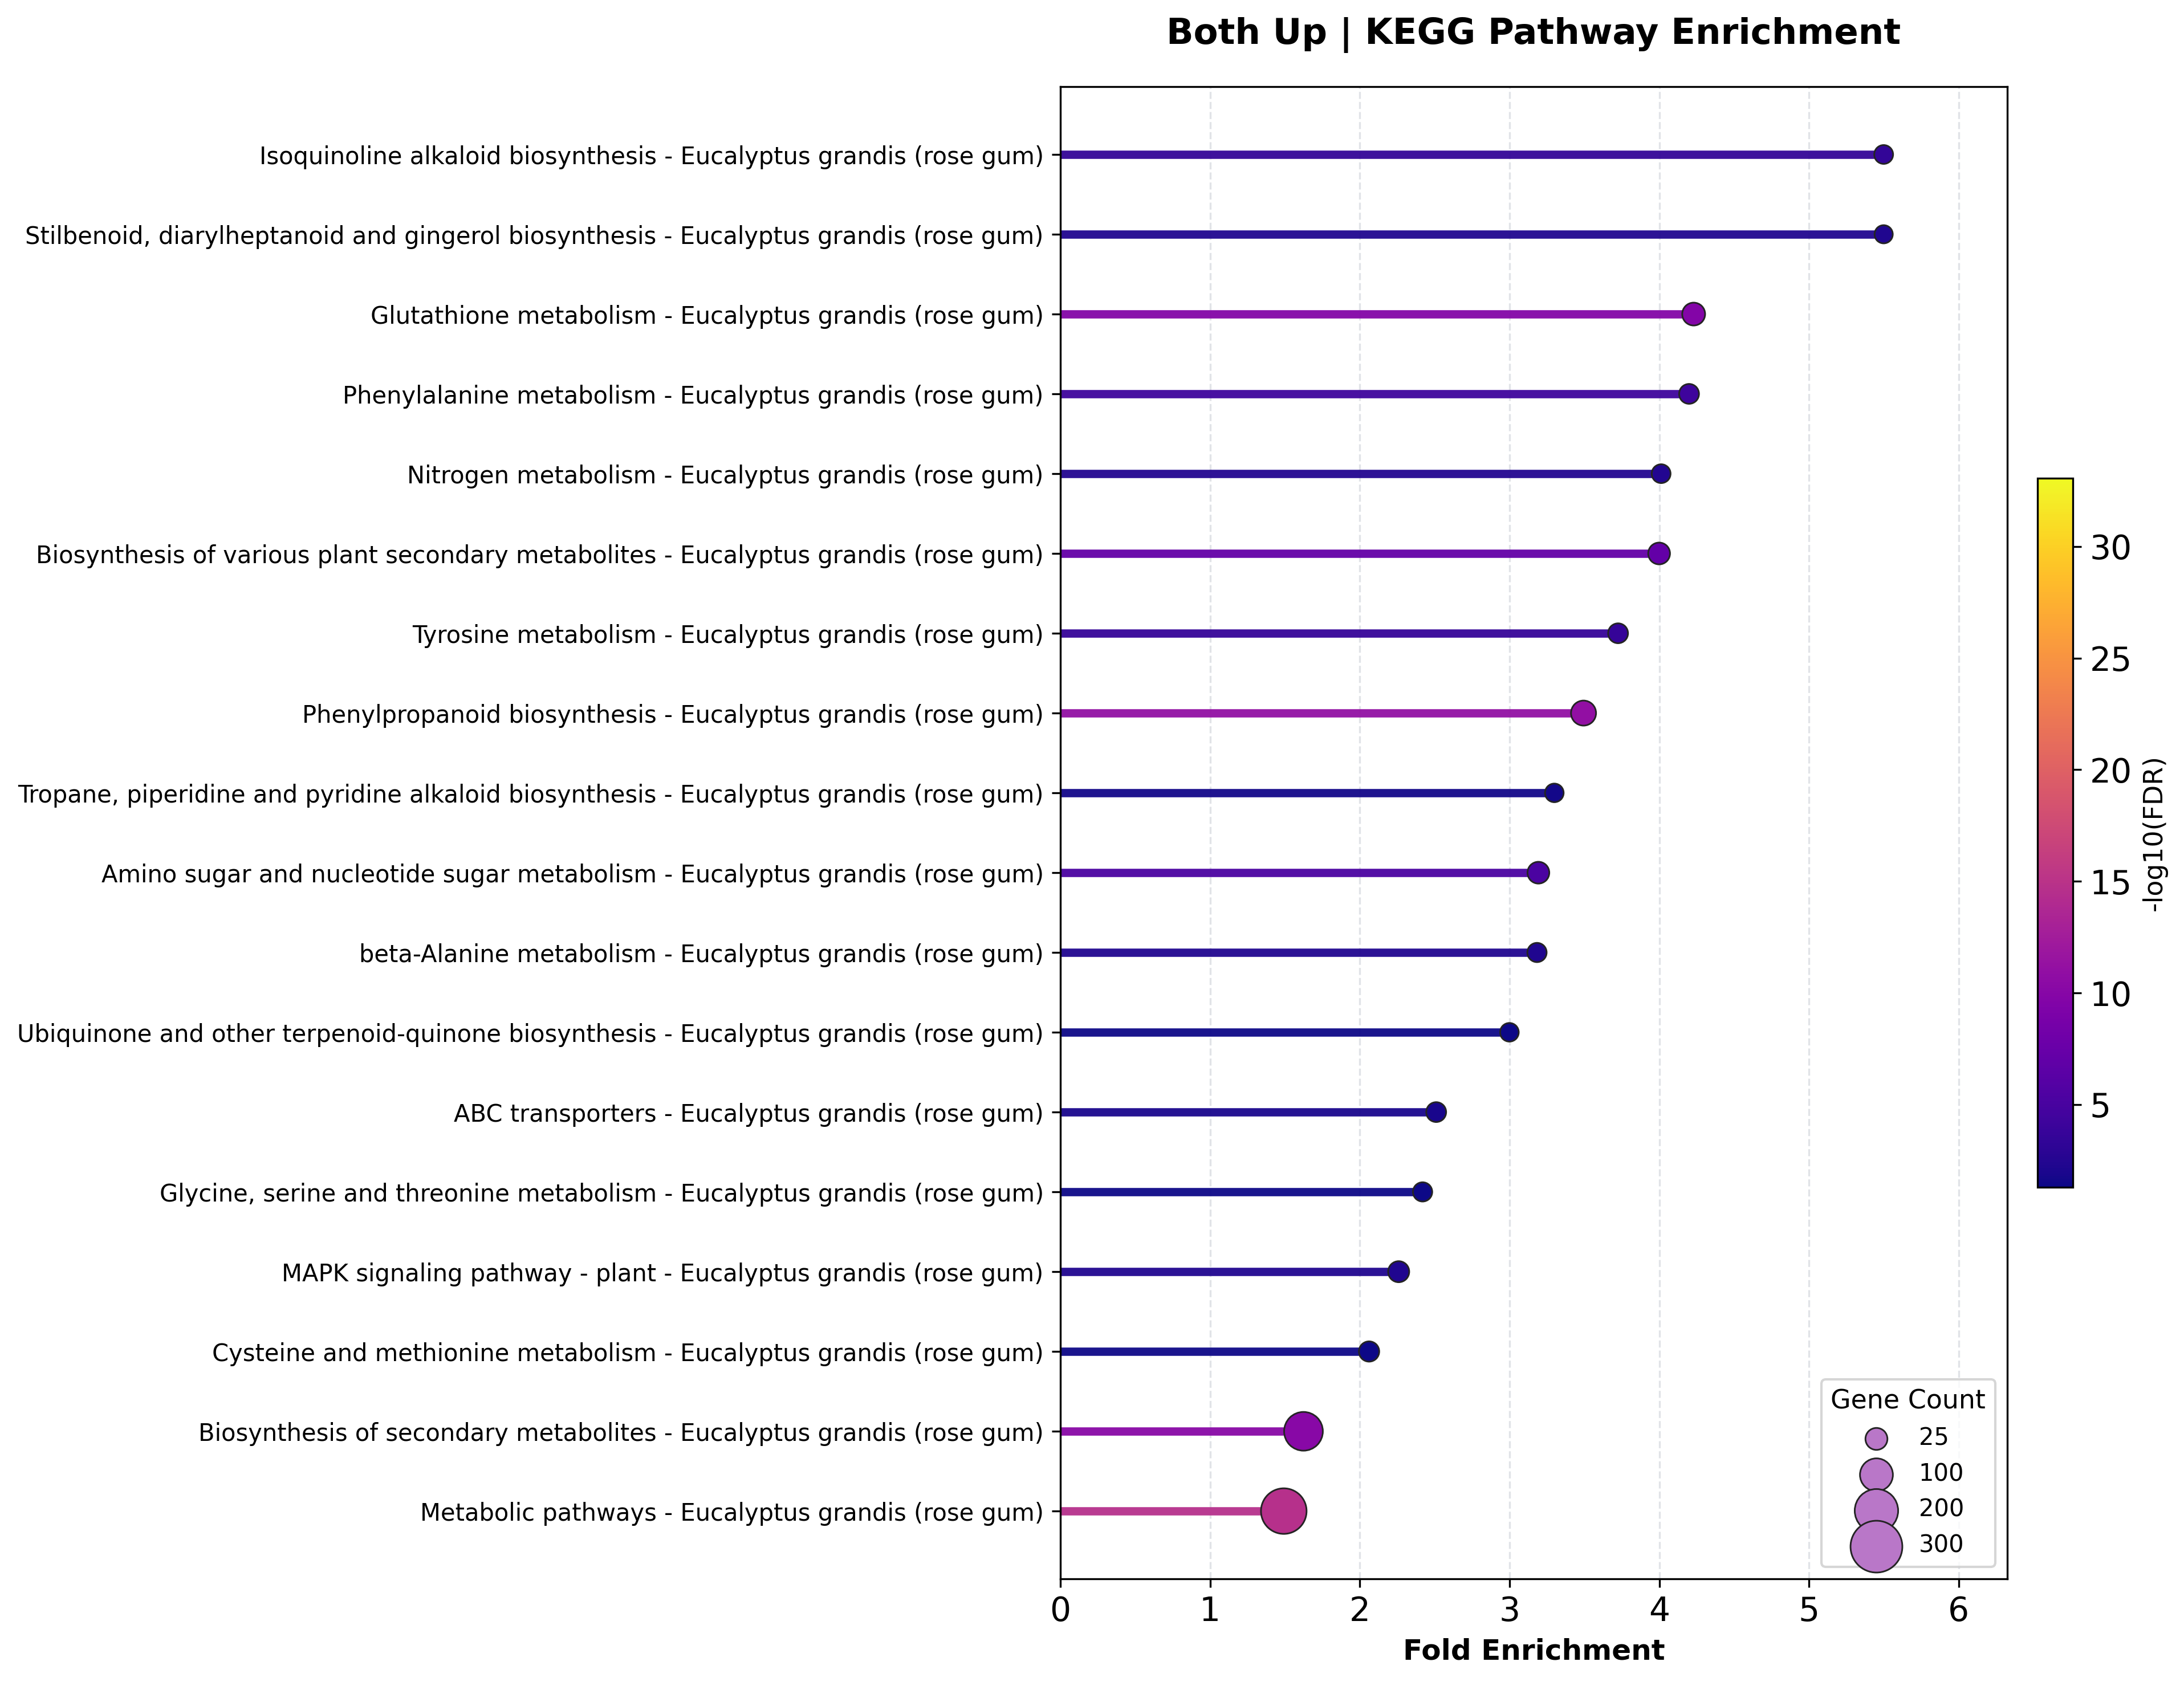 Both Up | KEGG Pathway Enrichment
Isoquinoline alkaloid biosynthesis - Eucalyptus grandis (rose gum)
Stilbenoid, diarylheptanoid and gingerol biosynthesis - Eucalyptus grandis (rose gum)
Glutathione metabolism - Eucalyptus grandis (rose gum)
Phenylalanine metabolism - Eucalyptus grandis (rose gum)
Nitrogen metabolism - Eucalyptus grandis (rose gum)
Biosynthesis of various plant secondary metabolites - Eucalyptus grandis (rose gum)
Tyrosine metabolism - Eucalyptus grandis (rose gum)
Phenylpropanoid biosynthesis - Eucalyptus grandis (rose gum)
Tropane, piperidine and pyridine alkaloid biosynthesis - Eucalyptus grandis (rose gum)
Amino sugar and nucleotide sugar metabolism - Eucalyptus grandis (rose gum)
beta-Alanine metabolism - Eucalyptus grandis (rose gum)
Ubiquinone and other terpenoid-quinone biosynthesis - Eucalyptus grandis (rose gum)
ABC transporters - Eucalyptus grandis (rose gum)
Glycine, serine and threonine metabolism - Eucalyptus grandis (rose gum)
MAPK signaling pathway - plant - Eucalyptus grandis (rose gum)
Cysteine and methionine metabolism - Eucalyptus grandis (rose gum)
Biosynthesis of secondary metabolites - Eucalyptus grandis (rose gum)
Metabolic pathways - Eucalyptus grandis (rose gum)
0 1 2 3 4 5 6
Fold Enrichment
Gene Count
25
100
200
300
30
25
20
15
10
5
-log10(FDR)